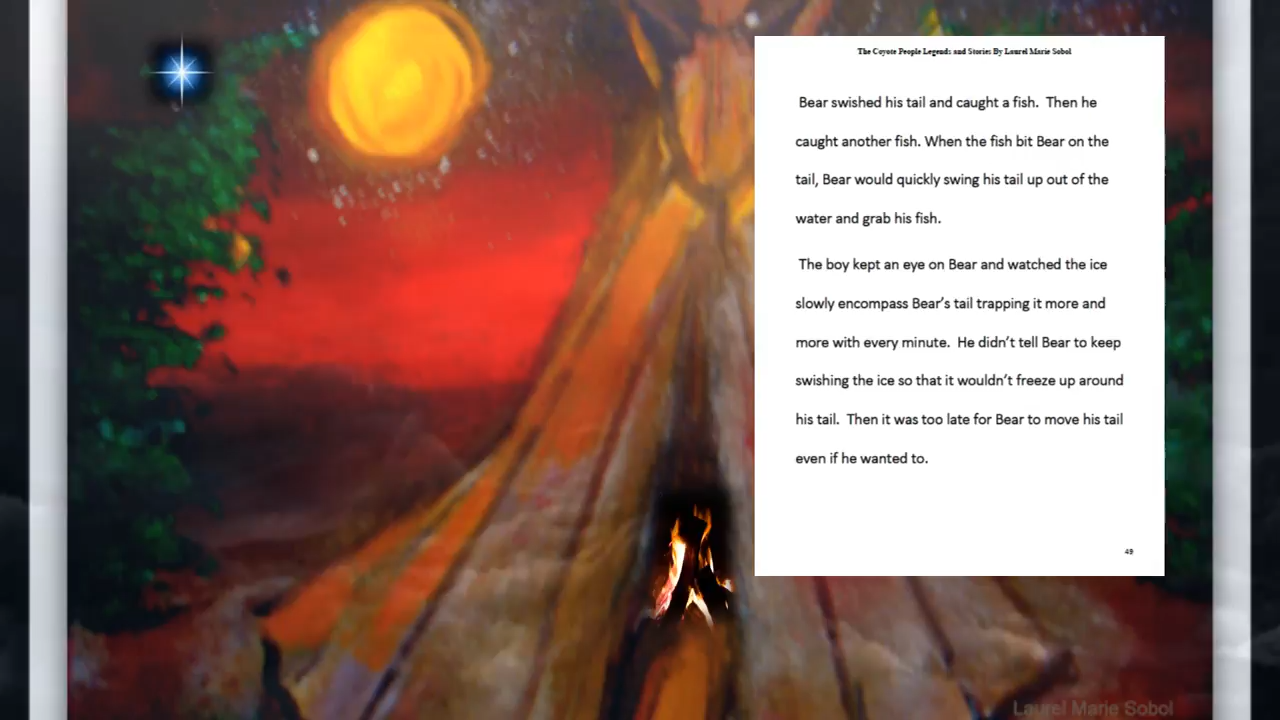 The Coyote People Legends and Stories By Laurel Marie Sobol
Bear swished his tail and caught a fish.  Then he
caught another fish. When the fish bit Bear on the
tail, Bear would quickly swing his tail up out of the
water and grab his fish.
The boy kept an eye on Bear and watched the ice
slowly encompass Bear’s tail trapping it more and
more with every minute.  He didn’t tell Bear to keep
swishing the ice so that it wouldn’t freeze up around
his tail.  Then it was too late for Bear to move his tail
even if he wanted to.
49
Laurel Marie Sobol